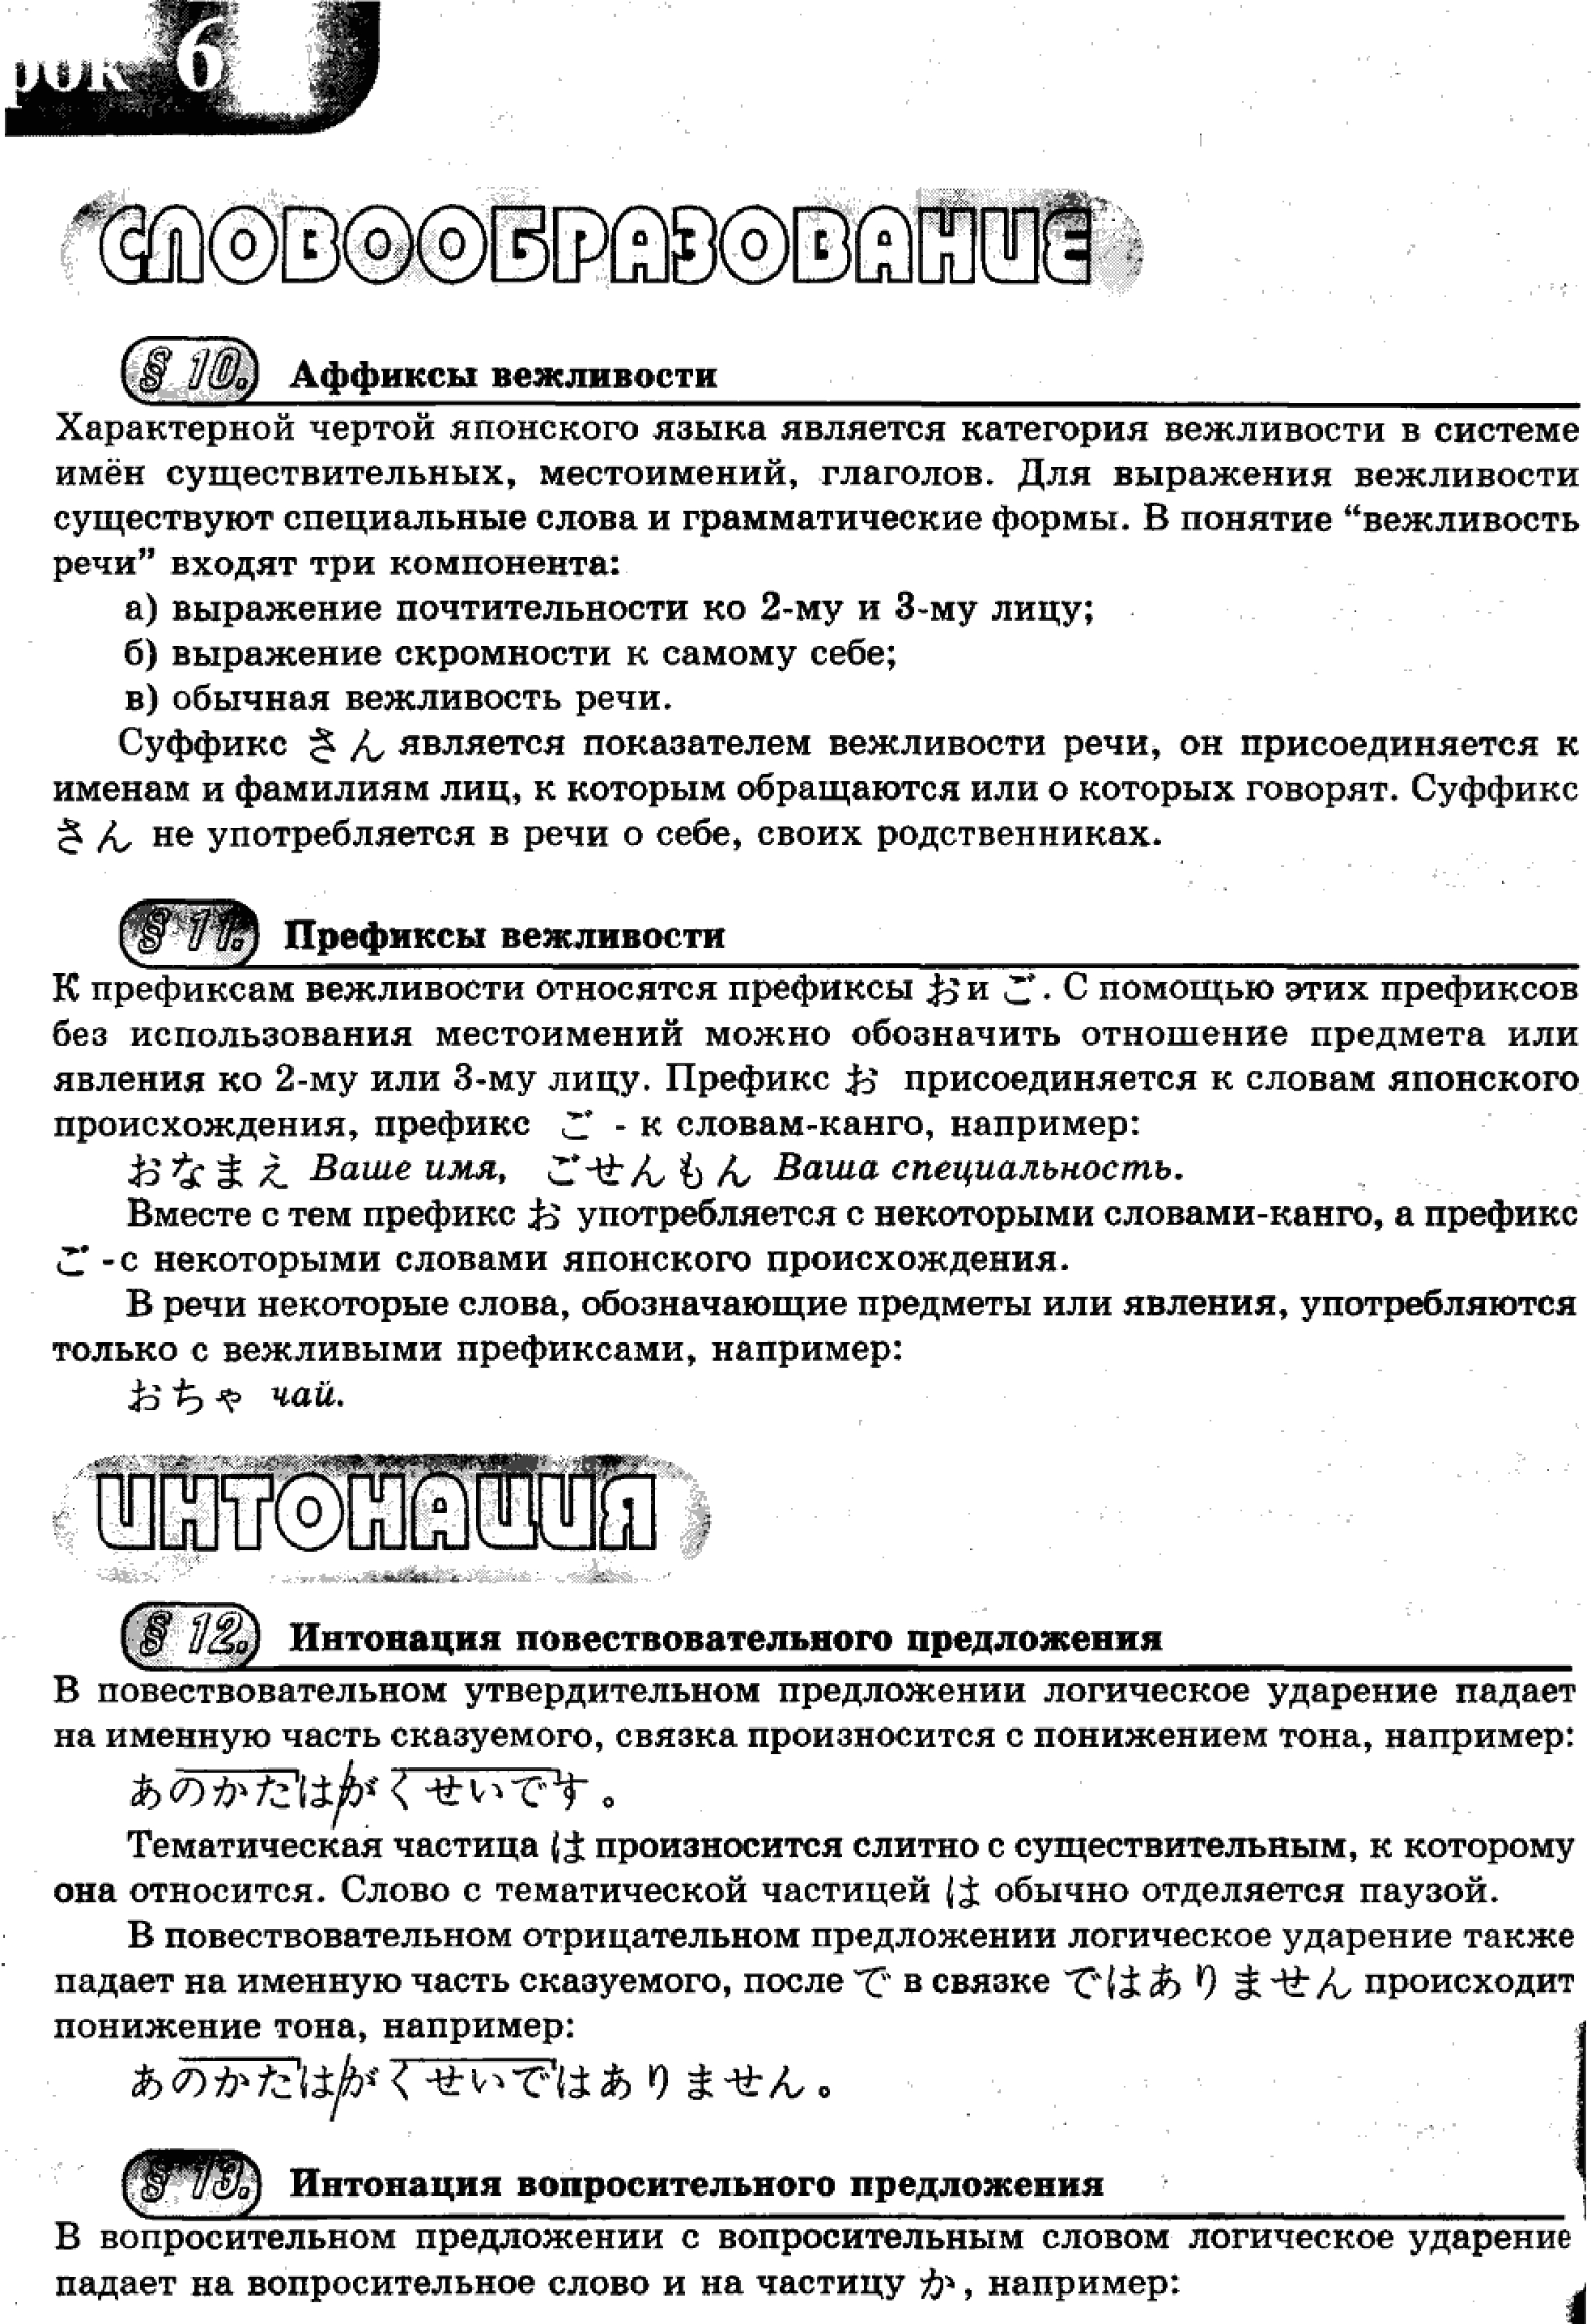 рок 6
СЛОВООБРАЗОВАНИЕ
§ 10. Аффиксы вежливости
Характерной чертой японского языка является категория вежливости в системе
имён существительных, местоимений, глаголов. Для выражения вежливости
существуют специальные слова и грамматические формы. В понятие “вежливость
речи” входят три компонента:
а) выражение почтительности ко 2-му и 3-му лицу;
б) выражение скромности к самому себе;
в) обычная вежливость речи.
Суффикс さん является показателем вежливости речи, он присоединяется к
именам и фамилиям лиц, к которым обращаются или о которых говорят. Суффикс
さん не употребляется в речи о себе, своих родственниках.
§ 11. Префиксы вежливости
К префиксам вежливости относятся префиксы お и ご. С помощью этих префиксов
без использования местоимений можно обозначить отношение предмета или
явления ко 2-му или 3-му лицу. Префикс お присоединяется к словам японского
происхождения, префикс ご - к словам-канго, например:
おなまえ Ваше имя, ごせんもん Ваша специальность.
Вместе с тем префикс お употребляется с некоторыми словами-канго, а префикс
ご - с некоторыми словами японского происхождения.
В речи некоторые слова, обозначающие предметы или явления, употребляются
только с вежливыми префиксами, например:
おちゃ чай.
ИНТОНАЦИЯ
§ 12. Интонация повествовательного предложения
В повествовательном утвердительном предложении логическое ударение падает
на именную часть сказуемого, связка произносится с понижением тона, например:
あのかたは/がくせいです。
Тематическая частица は произносится слитно с существительным, к которому
она относится. Слово с тематической частицей は обычно отделяется паузой.
В повествовательном отрицательном предложении логическое ударение также
падает на именную часть сказуемого, после で в связке ではありません происходит
понижение тона, например:
あのかたは/がくせいではありません。
§ 13. Интонация вопросительного предложения
В вопросительном предложении с вопросительным словом логическое ударение
падает на вопросительное слово и на частицу か, например: